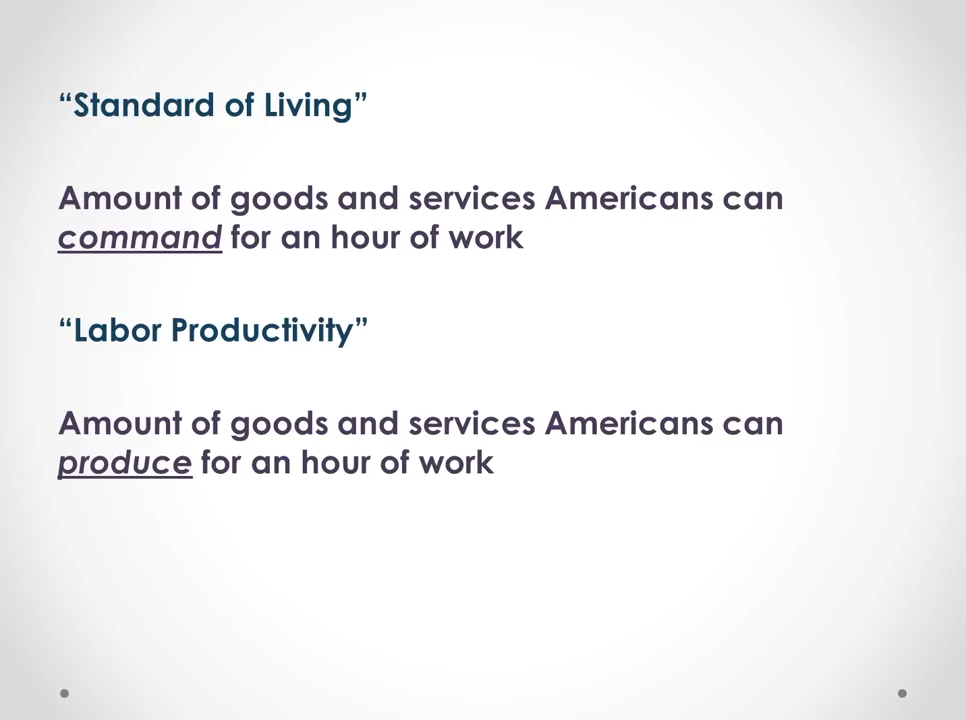 “Standard of Living”
Amount of goods and services Americans can
command for an hour of work
“Labor Productivity”
Amount of goods and services Americans can
produce for an hour of work